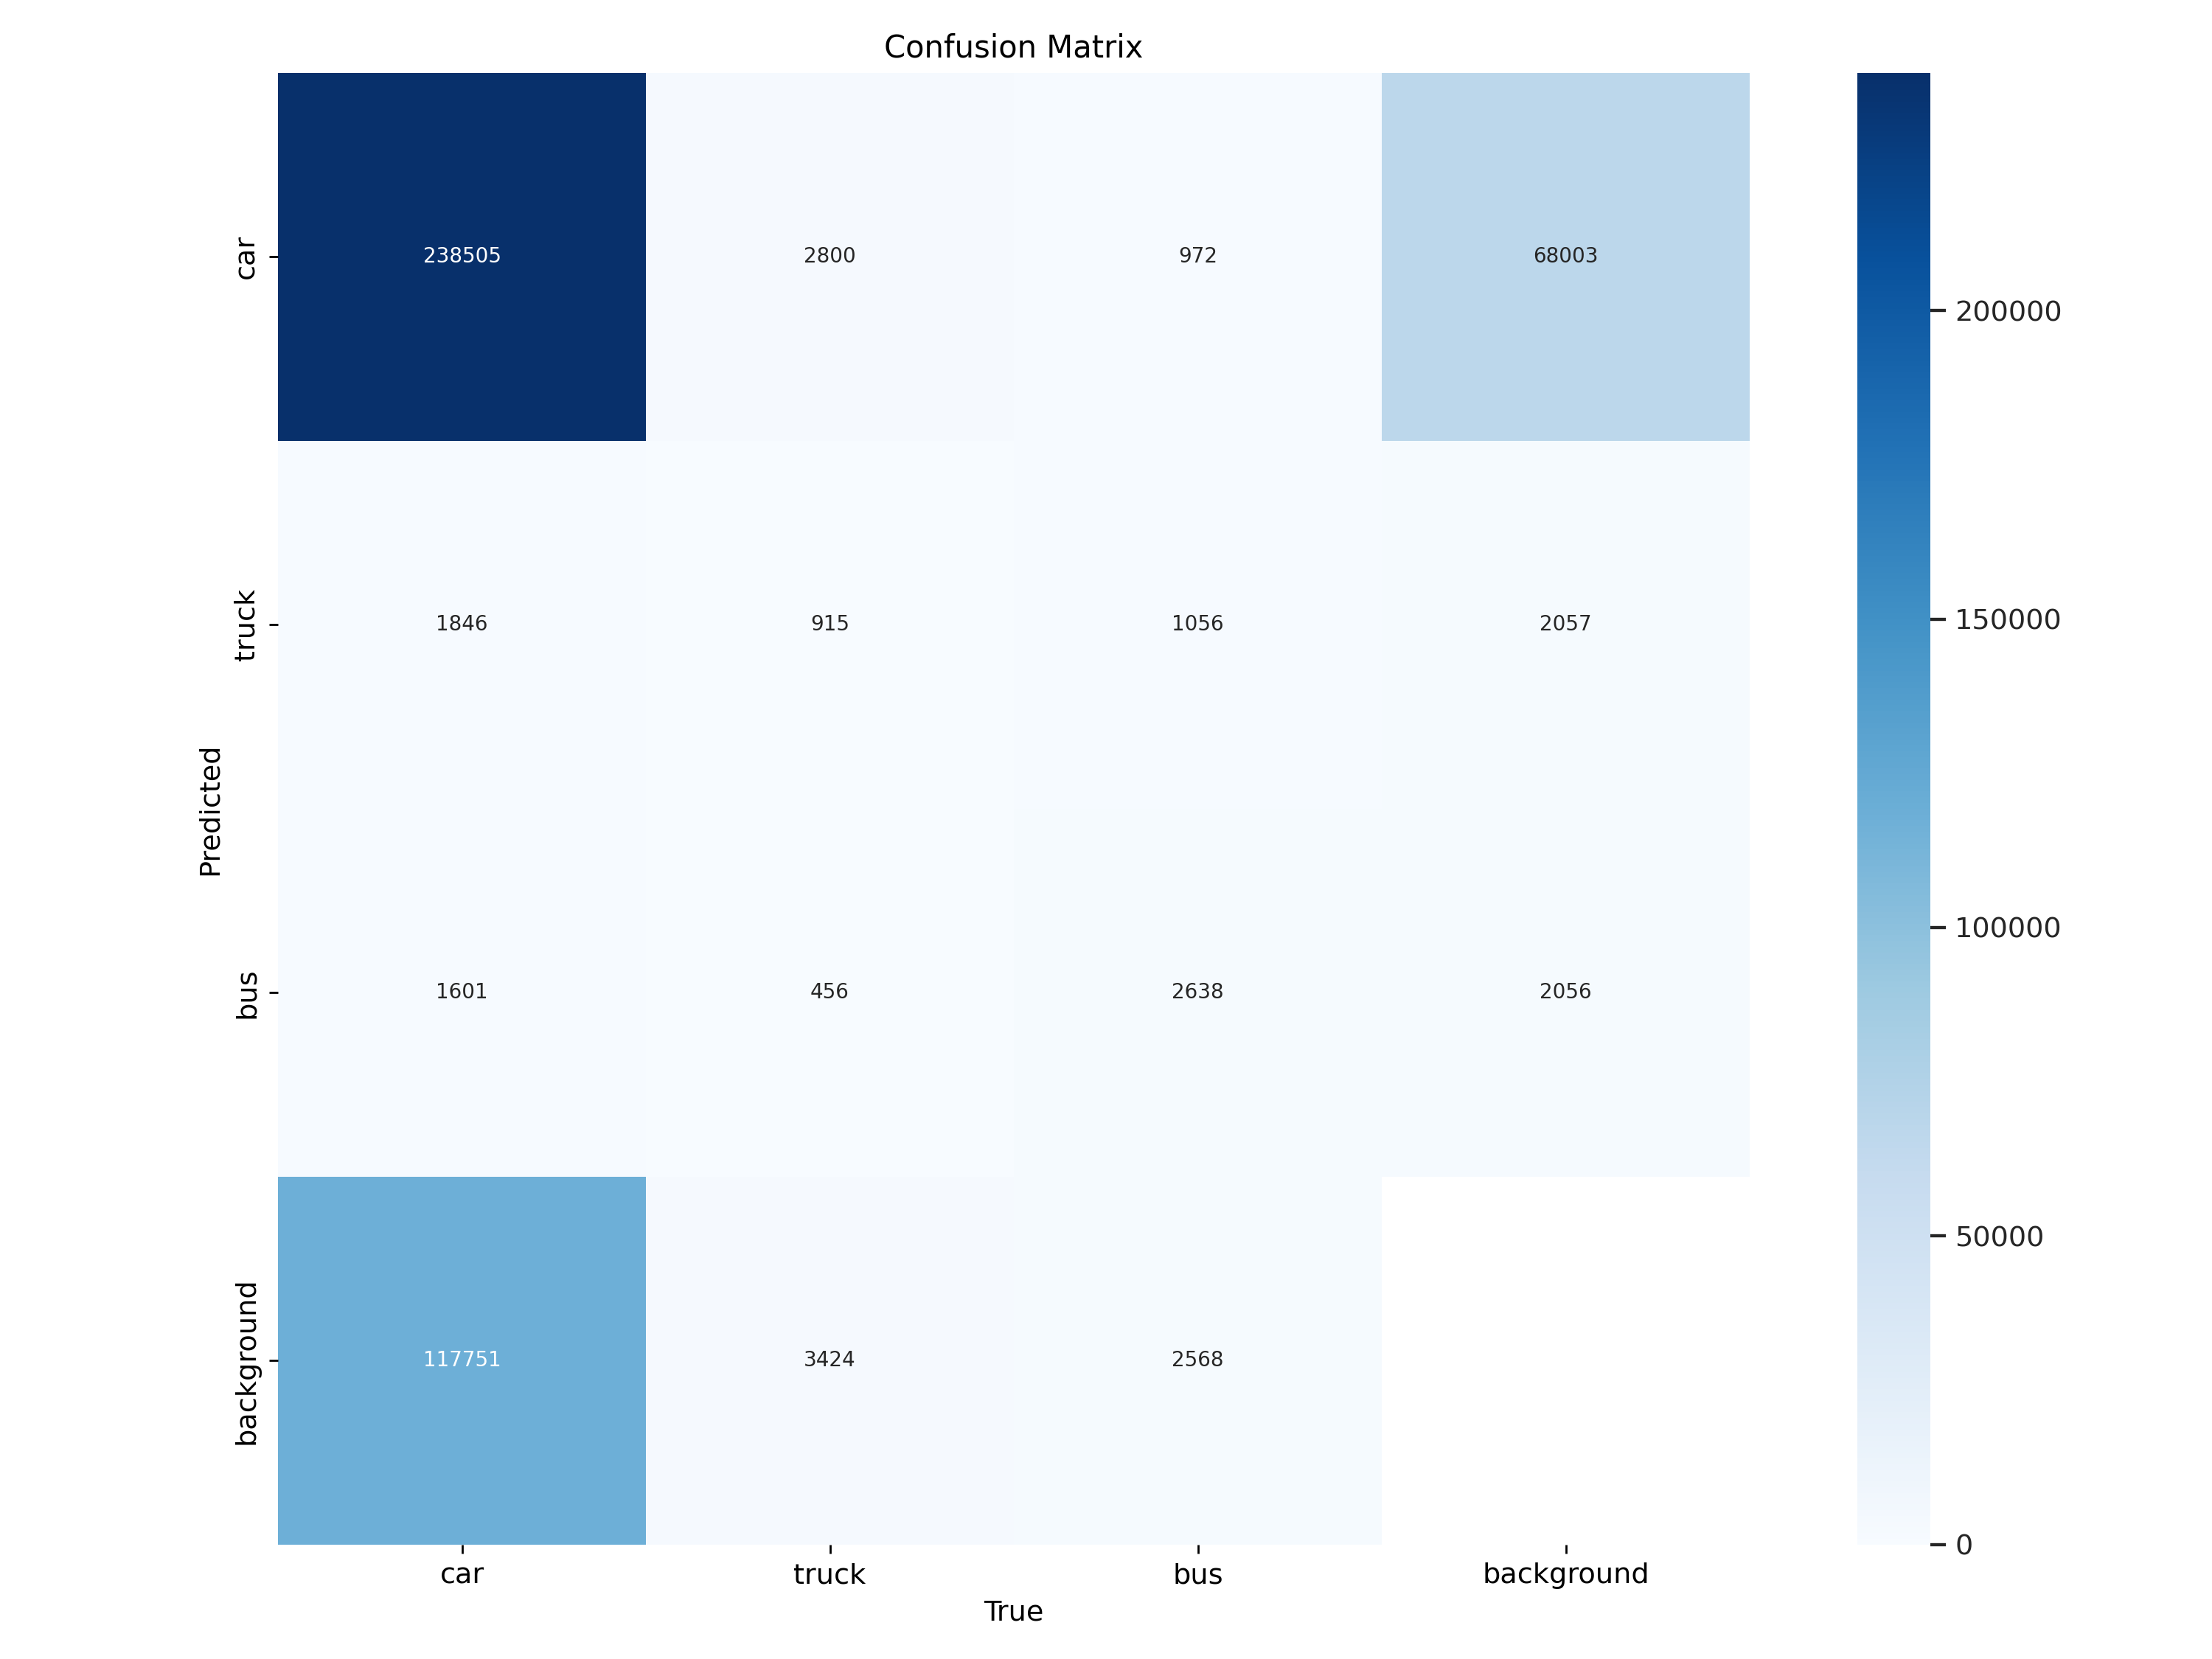 Confusion Matrix
car 238505 2800 972 68003
truck 1846 915 1056 2057
bus 1601 456 2638 2056
background 117751 3424 2568
Predicted
car truck bus background
True
200000
150000
100000
50000
0